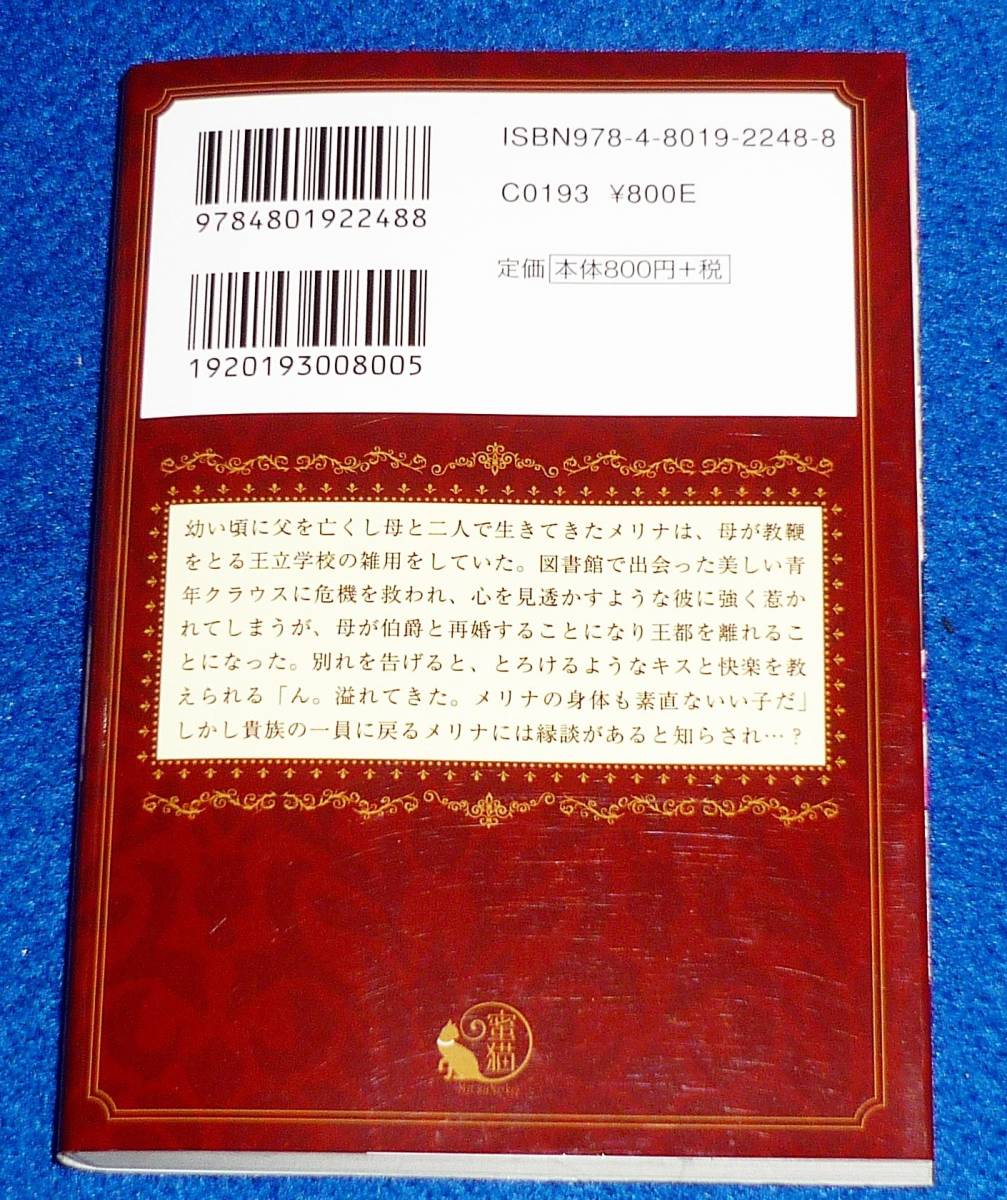 ISBN978-4-8019-2248-8
9784801922488
C0193 ¥800E
定価 本体800円+税
1920193008005
幼い頃に父を亡くし母と二人で生きてきたメリナは、母が教鞭
をとる王立学校の雑用をしていた。図書館で出会った美しい青
年クラウスに危機を救われ、心を見透かすような彼に強く惹か
れてしまうが、母が伯爵と再婚することになり王都を離れるこ
とになった。別れを告げると、とろけるようなキスと快楽を教
えられる「ん。溢れてきた。メリナの身体も素直ないい子だ」
しかし貴族の一員に戻るメリナには縁談があると知らされ…?
蜜猫
MitsuNeko